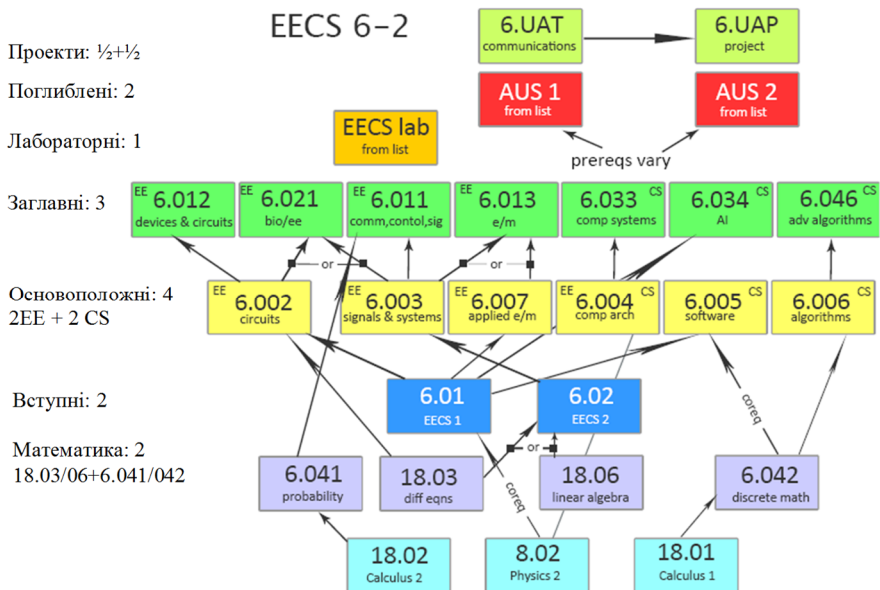 EECS 6-2
6.UAT
communications
6.UAP
project
Проекти: ½+½
Поглиблені: 2
AUS 1
from list
AUS 2
from list
EECS lab
from list
Лабораторні: 1
prereqs vary
Заглавні: 3
EE 6.012
devices & circuits
EE 6.021
bio/ee
EE 6.011
comm,contol,sig
EE 6.013
e/m
6.033 CS
comp systems
6.034 CS
AI
6.046 CS
adv algorithms
or
or
Основоположні: 4
2EE + 2 CS
EE 6.002
circuits
EE 6.003
signals & systems
EE 6.007
applied e/m
EE 6.004 CS
comp arch
6.005 CS
software
6.006 CS
algorithms
Вступні: 2
6.01
EECS 1
6.02
EECS 2
coreq
or
Математика: 2
18.03/06+6.041/042
6.041
probability
18.03
diff eqns
18.06
linear algebra
6.042
discrete math
coreq
18.02
Calculus 2
8.02
Physics 2
18.01
Calculus 1